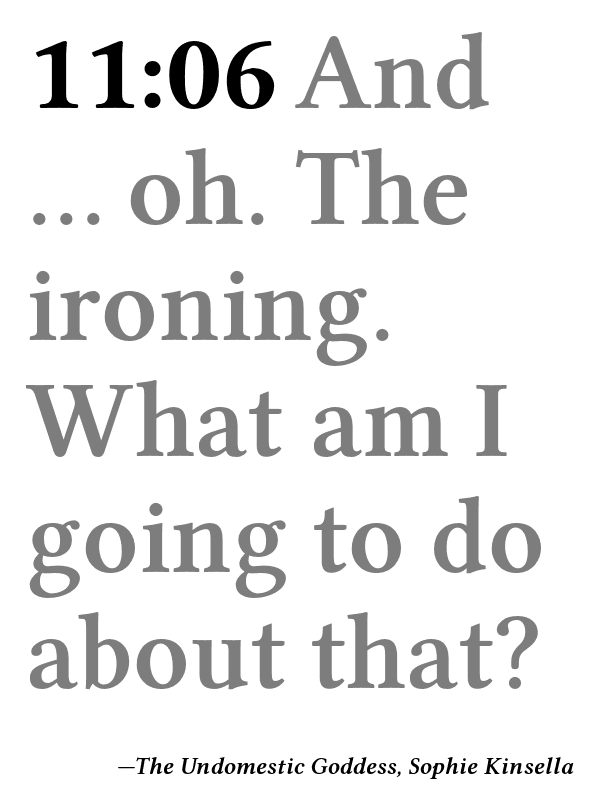 11:06 And
... oh. The
ironing.
What am I
going to do
about that?
—The Undomestic Goddess, Sophie Kinsella